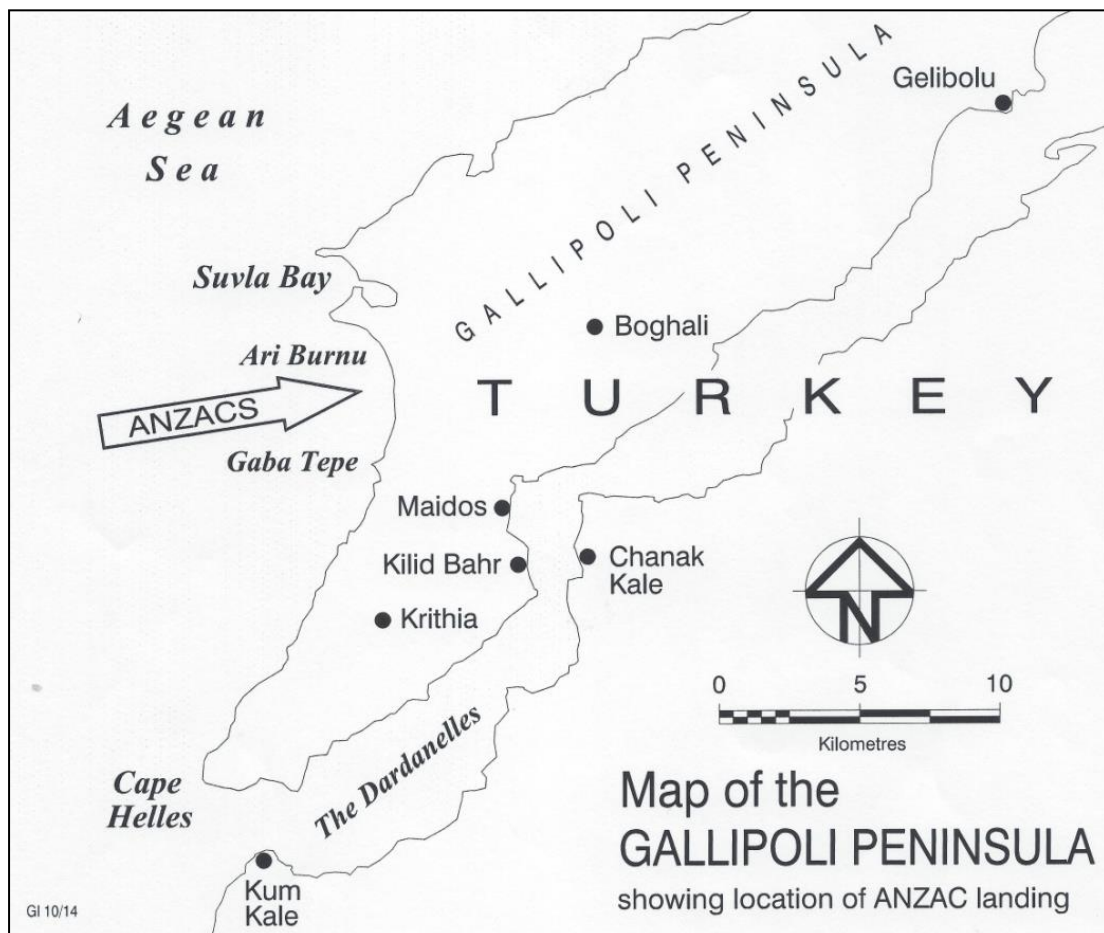 Aegean
Sea
GALLIPOLI PENINSULA
Gelibolu
Suvla Bay
Boghali
Ari Burnu
TURKEY
ANZACS
Gaba Tepe
Maidos
Kilid Bahr
Chanak
Kale
Krithia
N
0 5 10
Kilometres
The Dardanelles
Cape
Helles
Map of the
GALLIPOLI PENINSULA
showing location of ANZAC landing
Kum
Kale
GI 10/14